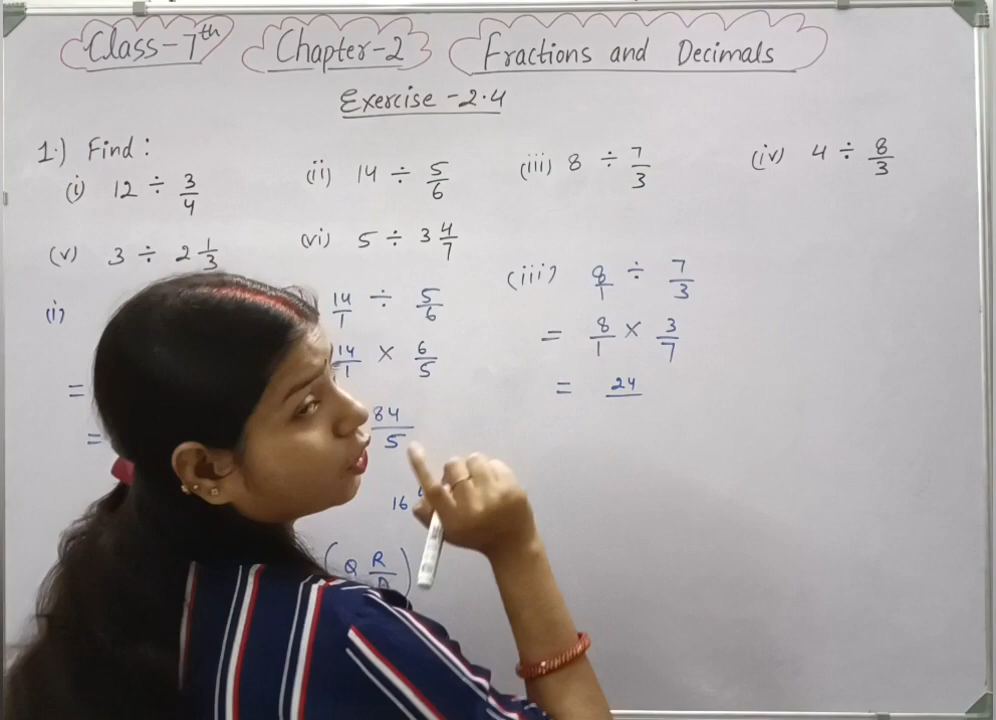 Class-7th Chapter-2 Fractions and Decimals
Exercise - 2.4
1.) Find :
(i) 12 ÷ 3/4 (ii) 14 ÷ 5/6 (iii) 8 ÷ 7/3 (iv) 4 ÷ 8/3
(v) 3 ÷ 2 1/3 (vi) 5 ÷ 3 4/7
(i) 14/1 ÷ 5/6 (iii) 8/1 ÷ 7/3
= 14/1 × 6/5 = 8/1 × 3/7
= 84/5 = 24
16
(Q R/D)